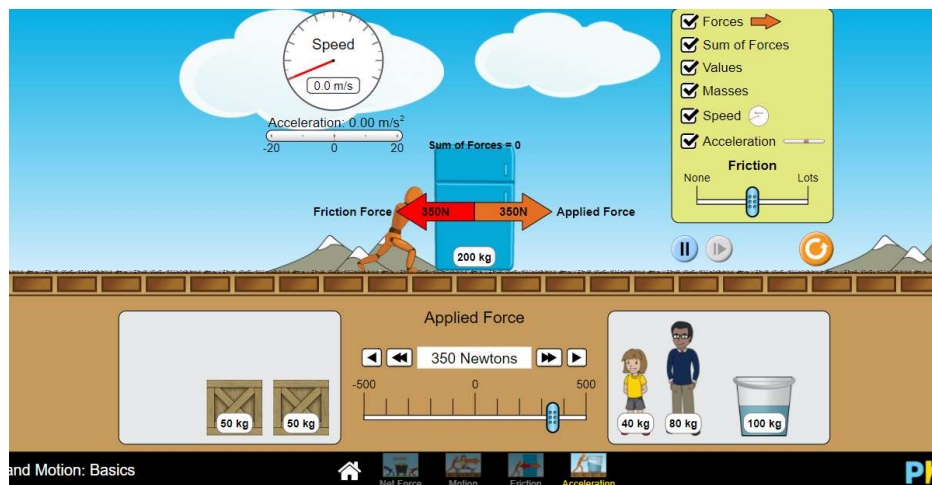 Speed
0.0 m/s
Acceleration: 0.00 m/s²
-20 0 20
Sum of Forces = 0
Friction Force 350N 350N Applied Force
200 kg
Forces
Sum of Forces
Values
Masses
Speed
Acceleration
Friction
None Lots
Applied Force
350 Newtons
-500 0 500
50 kg 50 kg
40 kg 80 kg 100 kg
and Motion: Basics
Net Force Motion Friction Acceleration